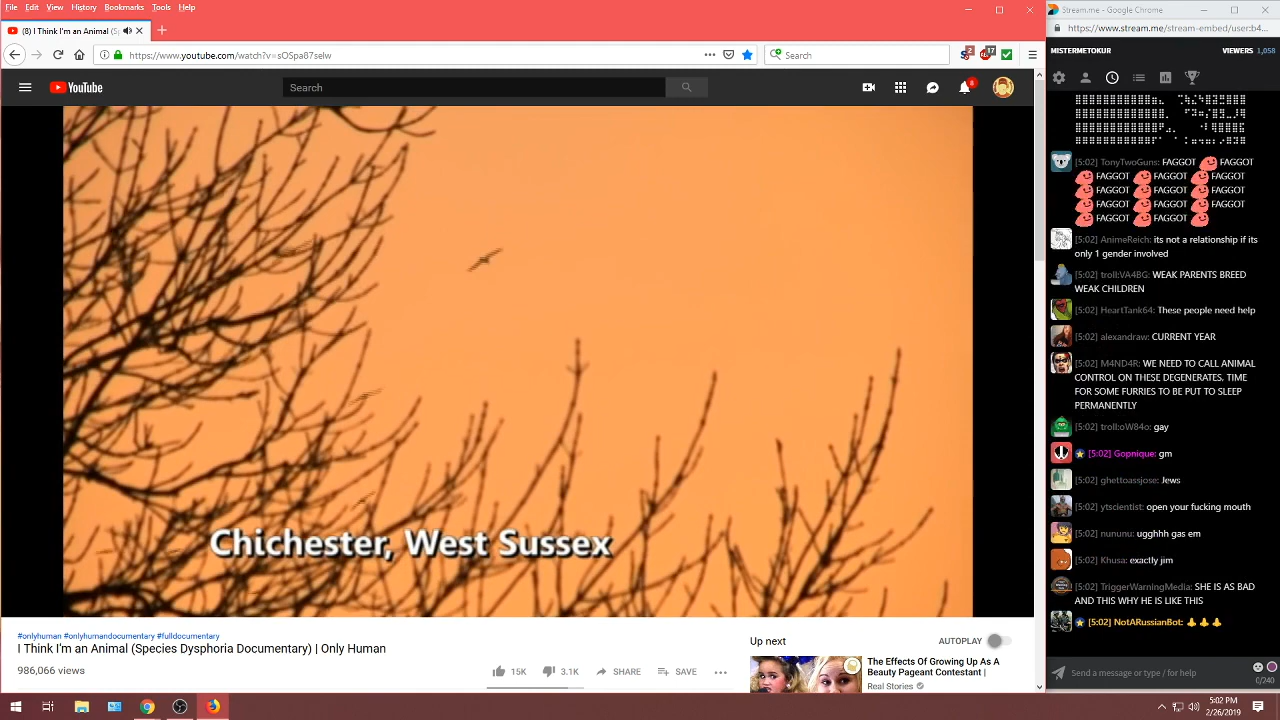 File Edit View History Bookmarks Tools Help
(8) I Think I'm an Animal (Sp
https://www.youtube.com/watch?v=sOSpa87selw
Search
2
17
YouTube
Search
8
Chichester, West Sussex
#onlyhuman #onlyhumandocumentary #fulldocumentary
I Think I'm an Animal (Species Dysphoria Documentary) | Only Human
986,066 views
15K
3.1K
SHARE
SAVE
Up next
AUTOPLAY
The Effects Of Growing Up As A
Beauty Pageant Contestant |
Real Stories
Stream.me - Google Chrome
https://www.stream.me/stream-embed/user:b4...
MISTERMETOKUR
VIEWERS 1,058
[5:02] TonyTwoGuns: FAGGOT FAGGOT
FAGGOT FAGGOT
FAGGOT FAGGOT
FAGGOT FAGGOT
FAGGOT FAGGOT
[5:02] AnimeReich: its not a relationship if its
only 1 gender involved
[5:02] troll:VA4BG: WEAK PARENTS BREED
WEAK CHILDREN
[5:02] HeartTank64: These people need help
[5:02] alexandraw: CURRENT YEAR
[5:02] M4ND4R: WE NEED TO CALL ANIMAL
CONTROL ON THESE DEGENERATES. TIME
FOR SOME FURRIES TO BE PUT TO SLEEP
PERMANENTLY
[5:02] troll:oW84o: gay
[5:02] Gopnique: gm
[5:02] ghettoassjose: Jews
[5:02] ytscientist: open your fucking mouth
[5:02] nununu: ugghhh gas em
[5:02] Khusa: exactly jim
[5:02] TriggerWarningMedia: SHE IS AS BAD
AND THIS WHY HE IS LIKE THIS
[5:02] NotARussianBot:
Send a message or type / for help
0/240
5:02 PM
2/26/2019